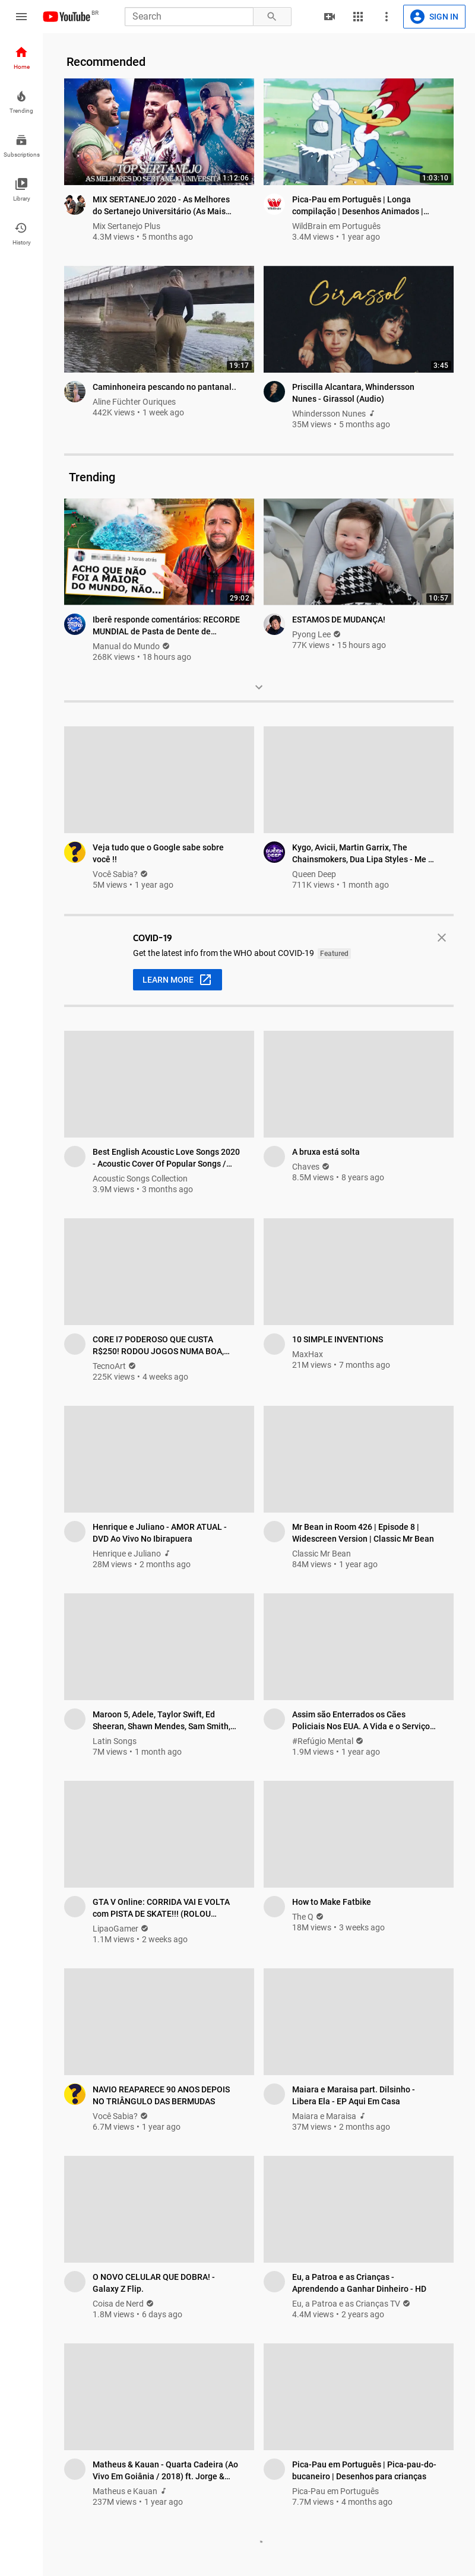 YouTube BR
Search
SIGN IN
Home
Trending
Subscriptions
Library
History
Recommended
TOP SERTANEJO
AS MELHORES DO SERTANEJO UNIVERSITÁ
1:12:06
MIX SERTANEJO 2020 - As Melhores
do Sertanejo Universitário (As Mais…
Mix Sertanejo Plus
4.3M views • 5 months ago
1:03:10
Pica-Pau em Português | Longa
compilação | Desenhos Animados |…
WildBrain em Português
3.4M views • 1 year ago
19:17
Caminhoneira pescando no pantanal..
Aline Füchter Ouriques
442K views • 1 week ago
Girassol
3:45
Priscilla Alcantara, Whindersson
Nunes - Girassol (Audio)
Whindersson Nunes
35M views • 5 months ago
Trending
3 horas atrás
ACHO QUE NÃO
FOI A MAIOR
DO MUNDO, NÃO...
29:02
Iberê responde comentários: RECORDE
MUNDIAL de Pasta de Dente de…
Manual do Mundo
268K views • 18 hours ago
10:57
ESTAMOS DE MUDANÇA!
Pyong Lee
77K views • 15 hours ago
Veja tudo que o Google sabe sobre
você !!
Você Sabia?
5M views • 1 year ago
QUEEN DEEP
Kygo, Avicii, Martin Garrix, The
Chainsmokers, Dua Lipa Styles - Me …
Queen Deep
711K views • 1 month ago
COVID-19
Get the latest info from the WHO about COVID-19 Featured
LEARN MORE
Best English Acoustic Love Songs 2020
- Acoustic Cover Of Popular Songs /…
Acoustic Songs Collection
3.9M views • 3 months ago
A bruxa está solta
Chaves
8.5M views • 8 years ago
CORE I7 PODEROSO QUE CUSTA
R$250! RODOU JOGOS NUMA BOA,…
TecnoArt
225K views • 4 weeks ago
10 SIMPLE INVENTIONS
MaxHax
21M views • 7 months ago
Henrique e Juliano - AMOR ATUAL -
DVD Ao Vivo No Ibirapuera
Henrique e Juliano
28M views • 2 months ago
Mr Bean in Room 426 | Episode 8 |
Widescreen Version | Classic Mr Bean
Classic Mr Bean
84M views • 1 year ago
Maroon 5, Adele, Taylor Swift, Ed
Sheeran, Shawn Mendes, Sam Smith,…
Latin Songs
7M views • 1 month ago
Assim são Enterrados os Cães
Policiais Nos EUA. A Vida e o Serviço…
#Refúgio Mental
1.9M views • 1 year ago
GTA V Online: CORRIDA VAI E VOLTA
com PISTA DE SKATE!!! (ROLOU…
LipaoGamer
1.1M views • 2 weeks ago
How to Make Fatbike
The Q
18M views • 3 weeks ago
NAVIO REAPARECE 90 ANOS DEPOIS
NO TRIÂNGULO DAS BERMUDAS
Você Sabia?
6.7M views • 1 year ago
Maiara e Maraisa part. Dilsinho -
Libera Ela - EP Aqui Em Casa
Maiara e Maraisa
37M views • 2 months ago
O NOVO CELULAR QUE DOBRA! -
Galaxy Z Flip.
Coisa de Nerd
1.8M views • 6 days ago
Eu, a Patroa e as Crianças -
Aprendendo a Ganhar Dinheiro - HD
Eu, a Patroa e as Crianças TV
4.4M views • 2 years ago
Matheus & Kauan - Quarta Cadeira (Ao
Vivo Em Goiânia / 2018) ft. Jorge &…
Matheus e Kauan
237M views • 1 year ago
Pica-Pau em Português | Pica-pau-do-
bucaneiro | Desenhos para crianças
Pica-Pau em Português
7.7M views • 4 months ago